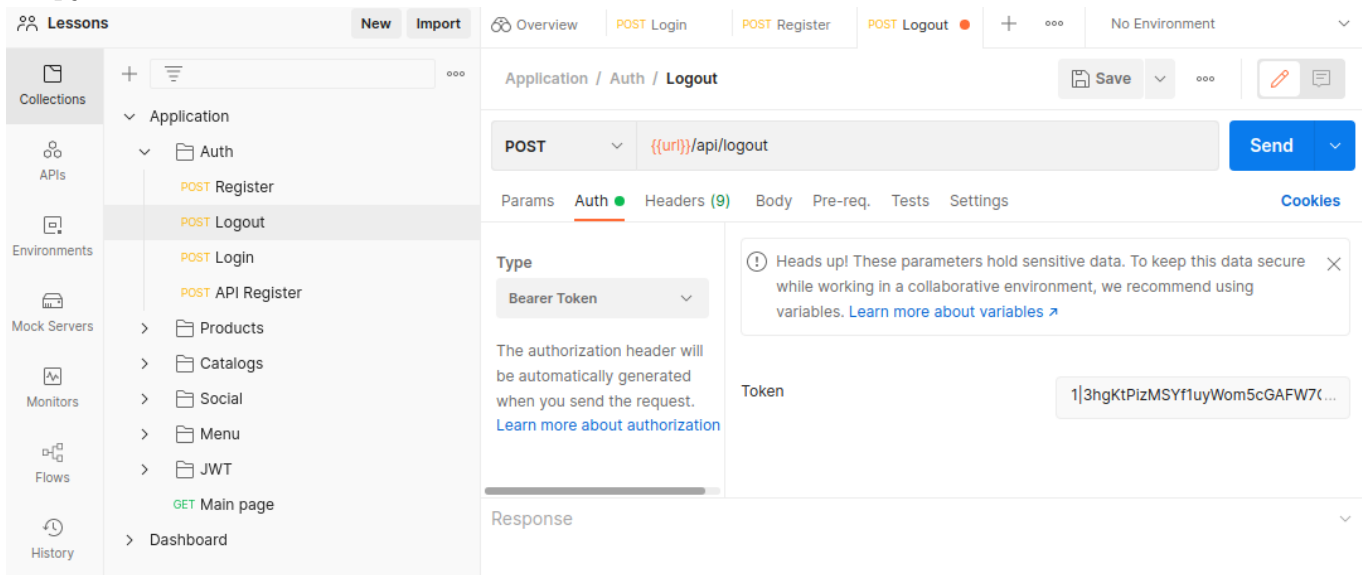 Lessons
New Import
Overview
POST Login
POST Register
POST Logout
No Environment
Collections
APIs
Environments
Mock Servers
Monitors
Flows
History
Application
Auth
POST Register
POST Logout
POST Login
POST API Register
Products
Catalogs
Social
Menu
JWT
GET Main page
Dashboard
Application / Auth / Logout
Save
POST
{{url}}/api/logout
Send
Params Auth Headers (9) Body Pre-req. Tests Settings
Cookies
Type
Bearer Token
The authorization header will
be automatically generated
when you send the request.
Learn more about authorization
Heads up! These parameters hold sensitive data. To keep this data secure
while working in a collaborative environment, we recommend using
variables. Learn more about variables
Token
1|3hgKtPizMSYf1uyWom5cGAFW7(...
Response